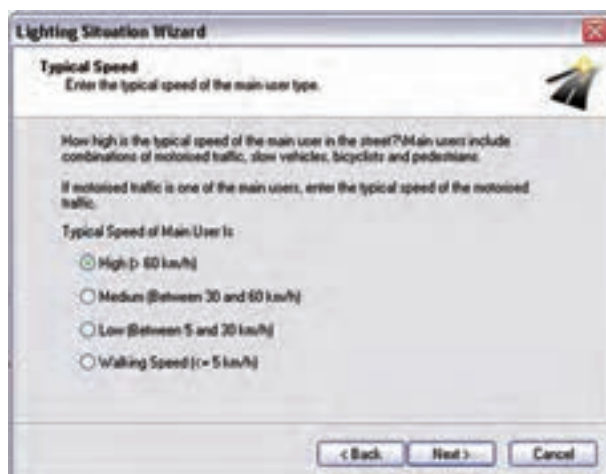 Lighting Situation Wizard
Typical Speed
Enter the typical speed of the main user type.
How high is the typical speed of the main user in the street?\Main users include
combinations of motorised traffic, slow vehicles, bicyclists and pedestrians.
If motorised traffic is one of the main users, enter the typical speed of the motorised
traffic.
Typical Speed of Main User Is
High (> 60 km/h)
Medium (Between 30 and 60 km/h)
Low (Between 5 and 30 km/h)
Walking Speed (<= 5 km/h)
< Back Next > Cancel